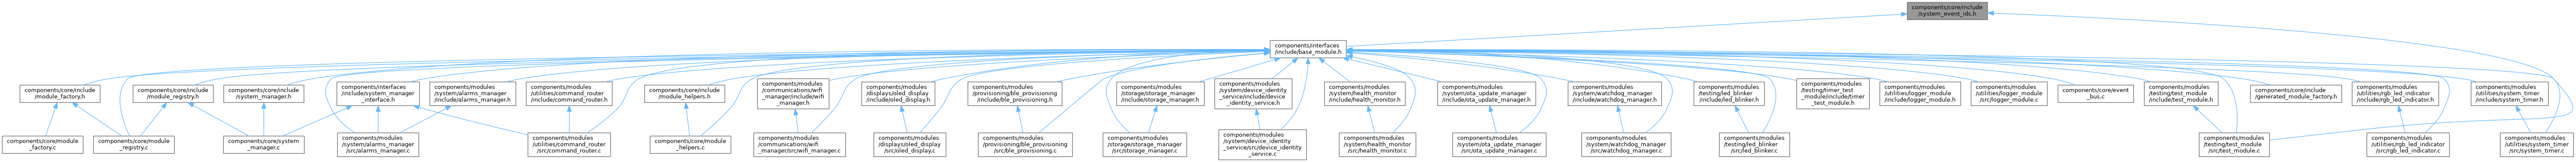 components/core/include
/system_event_ids.h
components/interfaces
/include/base_module.h
components/core/include
/module_factory.h
components/core/include
/module_registry.h
components/core/include
/system_manager.h
components/interfaces
/include/system_manager
_interface.h
components/modules
/system/alarms_manager
/include/alarms_manager.h
components/modules
/utilities/command_router
/include/command_router.h
components/core/include
/module_helpers.h
components/modules
/communications/wifi
_manager/include/wifi
_manager.h
components/modules
/displays/oled_display
/include/oled_display.h
components/modules
/provisioning/ble_provisioning
/include/ble_provisioning.h
components/modules
/storage/storage_manager
/include/storage_manager.h
components/modules
/system/device_identity
_service/include/device
_identity_service.h
components/modules
/system/health_monitor
/include/health_monitor.h
components/modules
/system/ota_update_manager
/include/ota_update_manager.h
components/modules
/system/watchdog_manager
/include/watchdog_manager.h
components/modules
/testing/led_blinker
/include/led_blinker.h
components/modules
/testing/timer_test
_module/include/timer
_test_module.h
components/modules
/utilities/logger_module
/include/logger_module.h
components/modules
/utilities/logger_module
/src/logger_module.c
components/core/event
_bus.c
components/modules
/testing/test_module
/include/test_module.h
components/core/include
/generated_module_factory.h
components/modules
/utilities/rgb_led_indicator
/include/rgb_led_indicator.h
components/modules
/utilities/system_timer
/include/system_timer.h
components/core/module
_factory.c
components/core/module
_registry.c
components/core/system
_manager.c
components/modules
/system/alarms_manager
/src/alarms_manager.c
components/modules
/utilities/command_router
/src/command_router.c
components/core/module
_helpers.c
components/modules
/communications/wifi
_manager/src/wifi_manager.c
components/modules
/displays/oled_display
/src/oled_display.c
components/modules
/provisioning/ble_provisioning
/src/ble_provisioning.c
components/modules
/storage/storage_manager
/src/storage_manager.c
components/modules
/system/device_identity
_service/src/device_identity
_service.c
components/modules
/system/health_monitor
/src/health_monitor.c
components/modules
/system/ota_update_manager
/src/ota_update_manager.c
components/modules
/system/watchdog_manager
/src/watchdog_manager.c
components/modules
/testing/led_blinker
/src/led_blinker.c
components/modules
/testing/test_module
/src/test_module.c
components/modules
/utilities/rgb_led_indicator
/src/rgb_led_indicator.c
components/modules
/utilities/system_timer
/src/system_timer.c